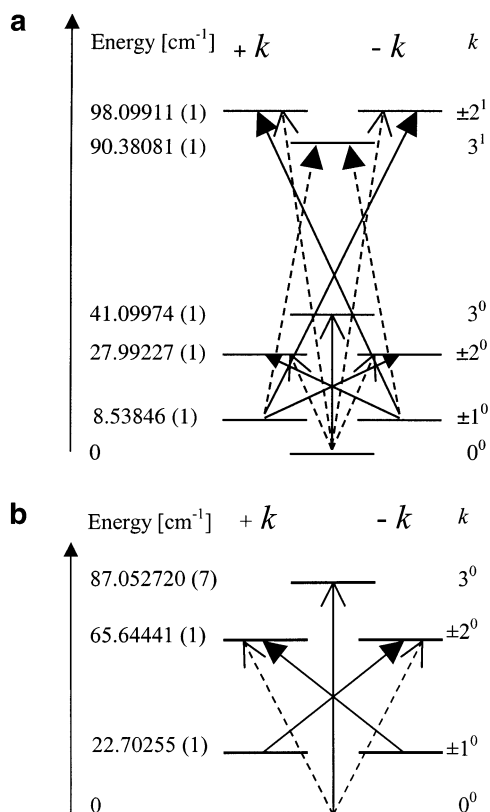 a
Energy [cm⁻¹] + k - k k
98.09911 (1) ±2¹
90.38081 (1) 3¹
41.09974 (1) 3⁰
27.99227 (1) ±2⁰
8.53846 (1) ±1⁰
0 0⁰
b
Energy [cm⁻¹] + k - k k
87.052720 (7) 3⁰
65.64441 (1) ±2⁰
22.70255 (1) ±1⁰
0 0⁰